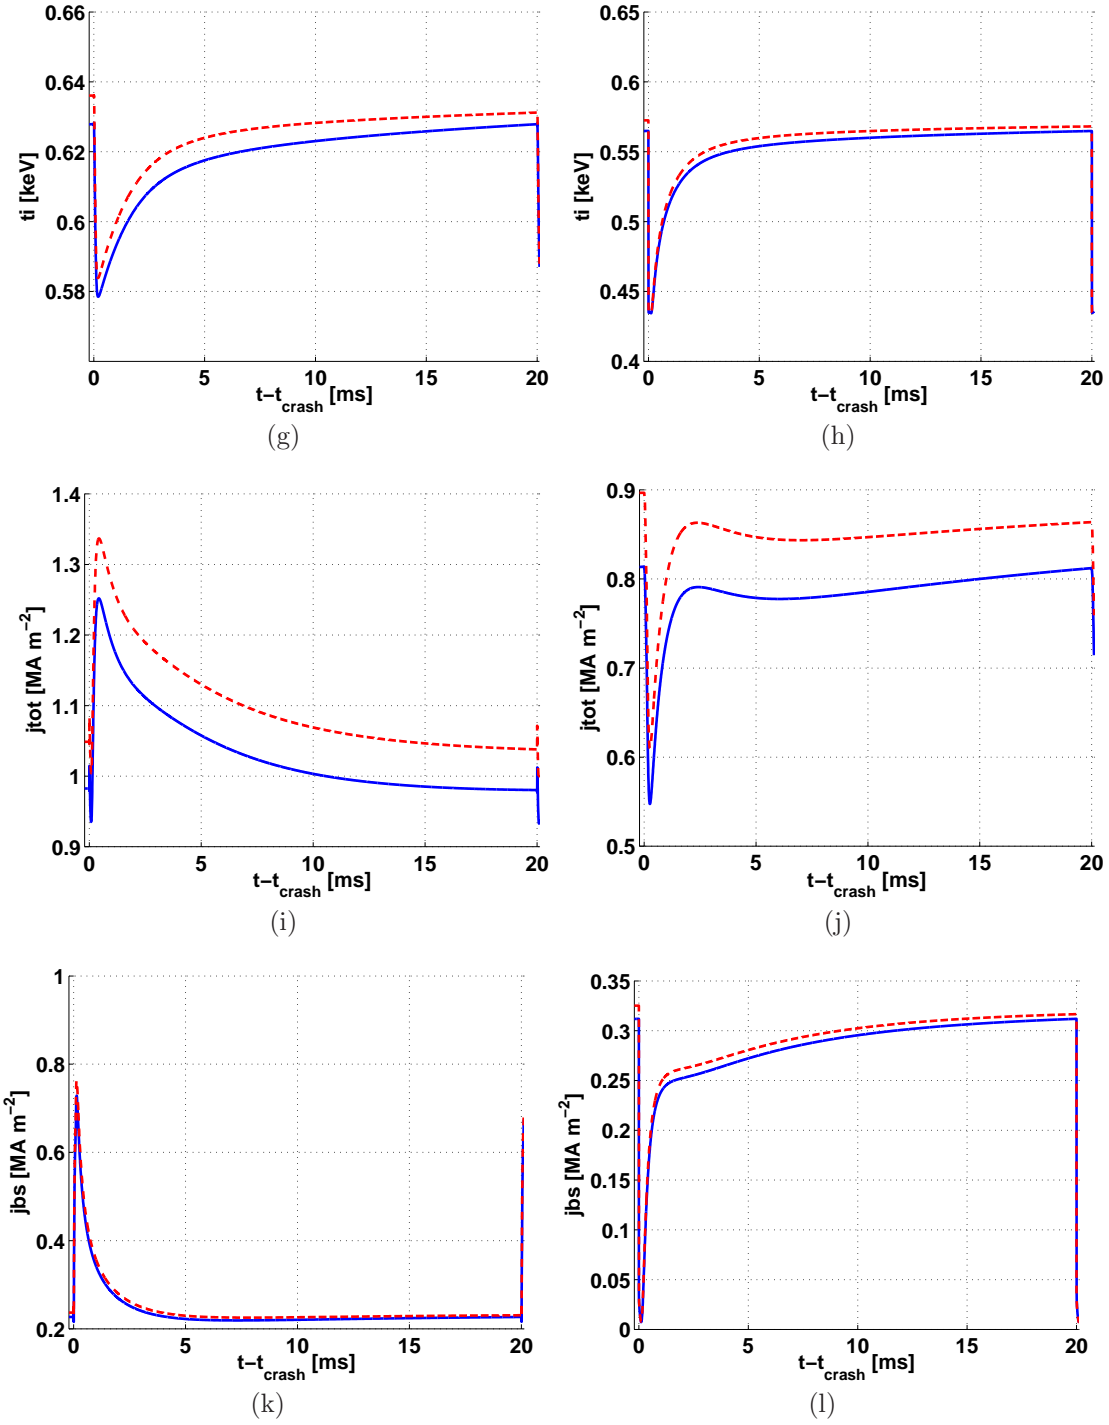 0.66
0.64
0.62
0.6
0.58
ti [keV]
0 5 10 15 20
t−t_crash [ms]
(g)
0.65
0.6
0.55
0.5
0.45
0.4
ti [keV]
0 5 10 15 20
t−t_crash [ms]
(h)
1.4
1.3
1.2
1.1
1
0.9
jtot [MA m⁻²]
0 5 10 15 20
t−t_crash [ms]
(i)
0.9
0.8
0.7
0.6
0.5
jtot [MA m⁻²]
0 5 10 15 20
t−t_crash [ms]
(j)
1
0.8
0.6
0.4
0.2
jbs [MA m⁻²]
0 5 10 15 20
t−t_crash [ms]
(k)
0.35
0.3
0.25
0.2
0.15
0.1
0.05
0
jbs [MA m⁻²]
0 5 10 15 20
t−t_crash [ms]
(l)